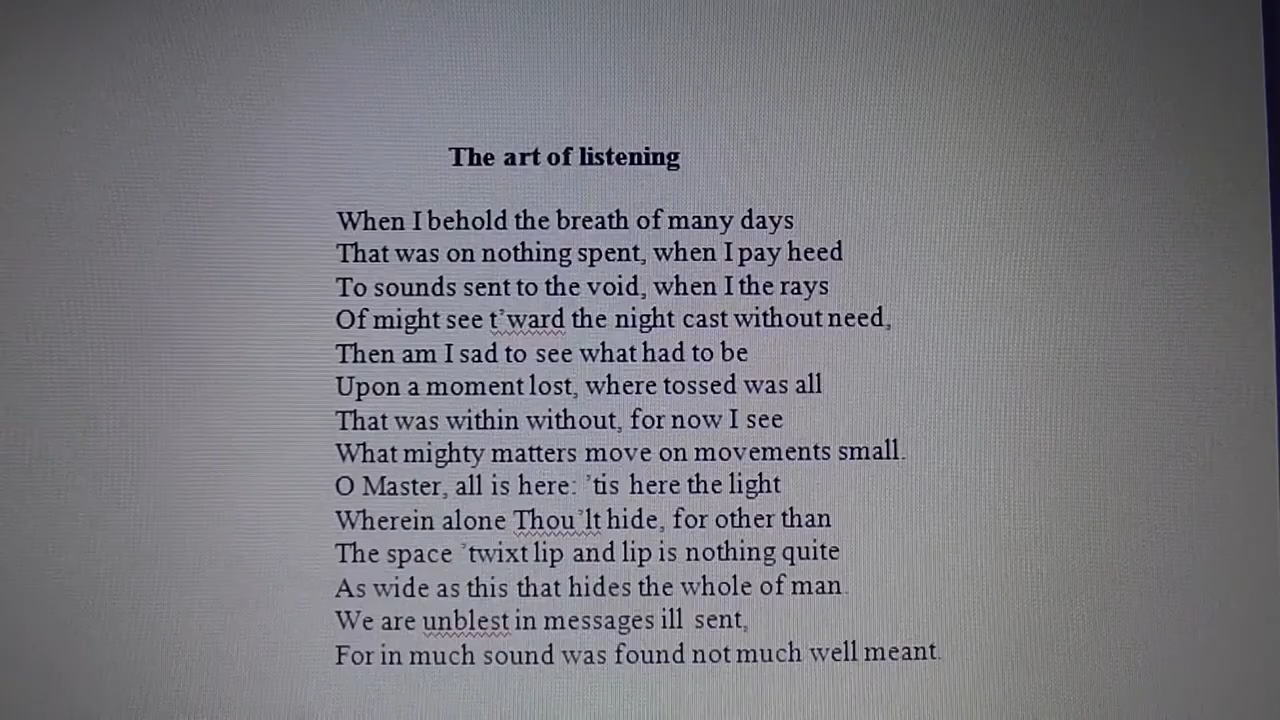 The art of listening
When I behold the breath of many days
That was on nothing spent, when I pay heed
To sounds sent to the void, when I the rays
Of might see t'ward the night cast without need,
Then am I sad to see what had to be
Upon a moment lost, where tossed was all
That was within without, for now I see
What mighty matters move on movements small.
O Master, all is here: 'tis here the light
Wherein alone Thou'lt hide, for other than
The space 'twixt lip and lip is nothing quite
As wide as this that hides the whole of man.
We are unblest in messages ill sent,
For in much sound was found not much well meant.